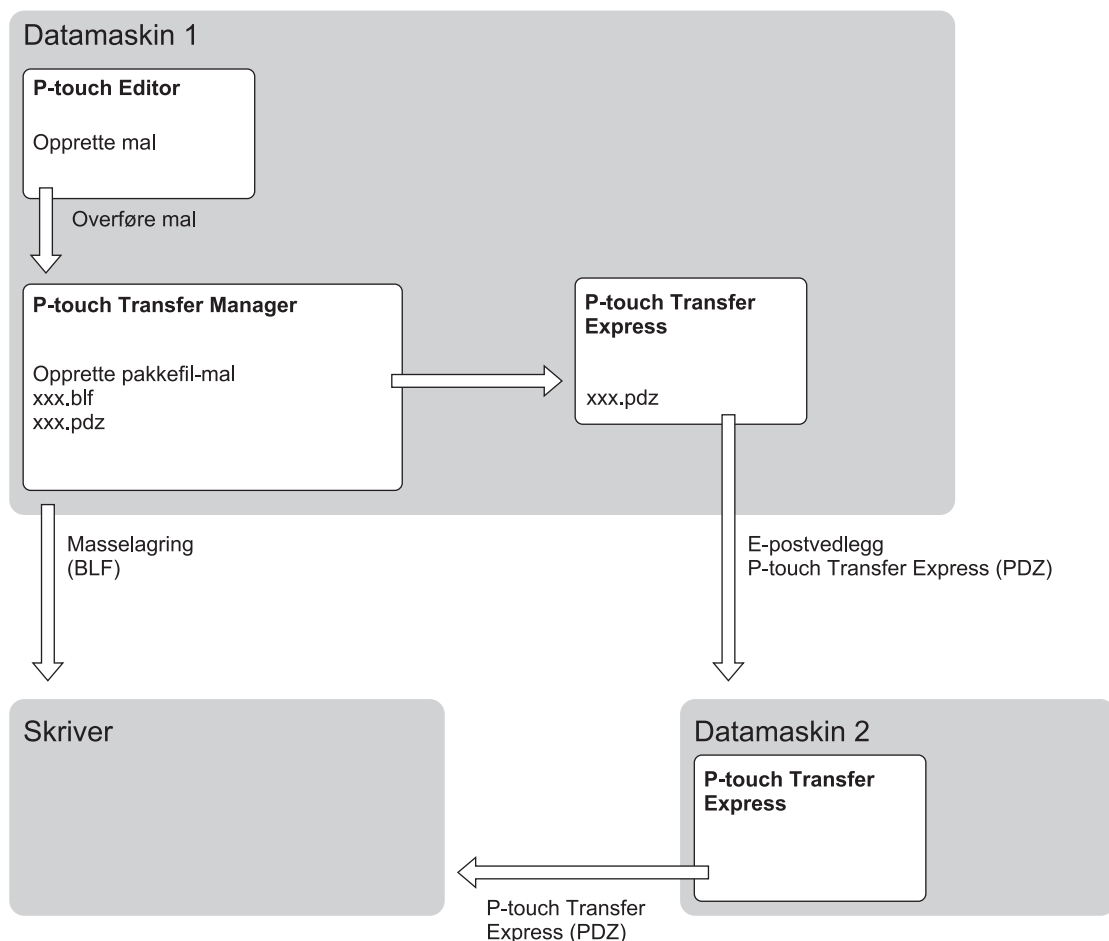 Datamaskin 1
P-touch Editor
Opprette mal
Overføre mal
P-touch Transfer Manager
Opprette pakkefil-mal
xxx.blf
xxx.pdz
P-touch Transfer
Express
xxx.pdz
Masselagring
(BLF)
E-postvedlegg
P-touch Transfer Express (PDZ)
Skriver
Datamaskin 2
P-touch Transfer
Express
P-touch Transfer
Express (PDZ)